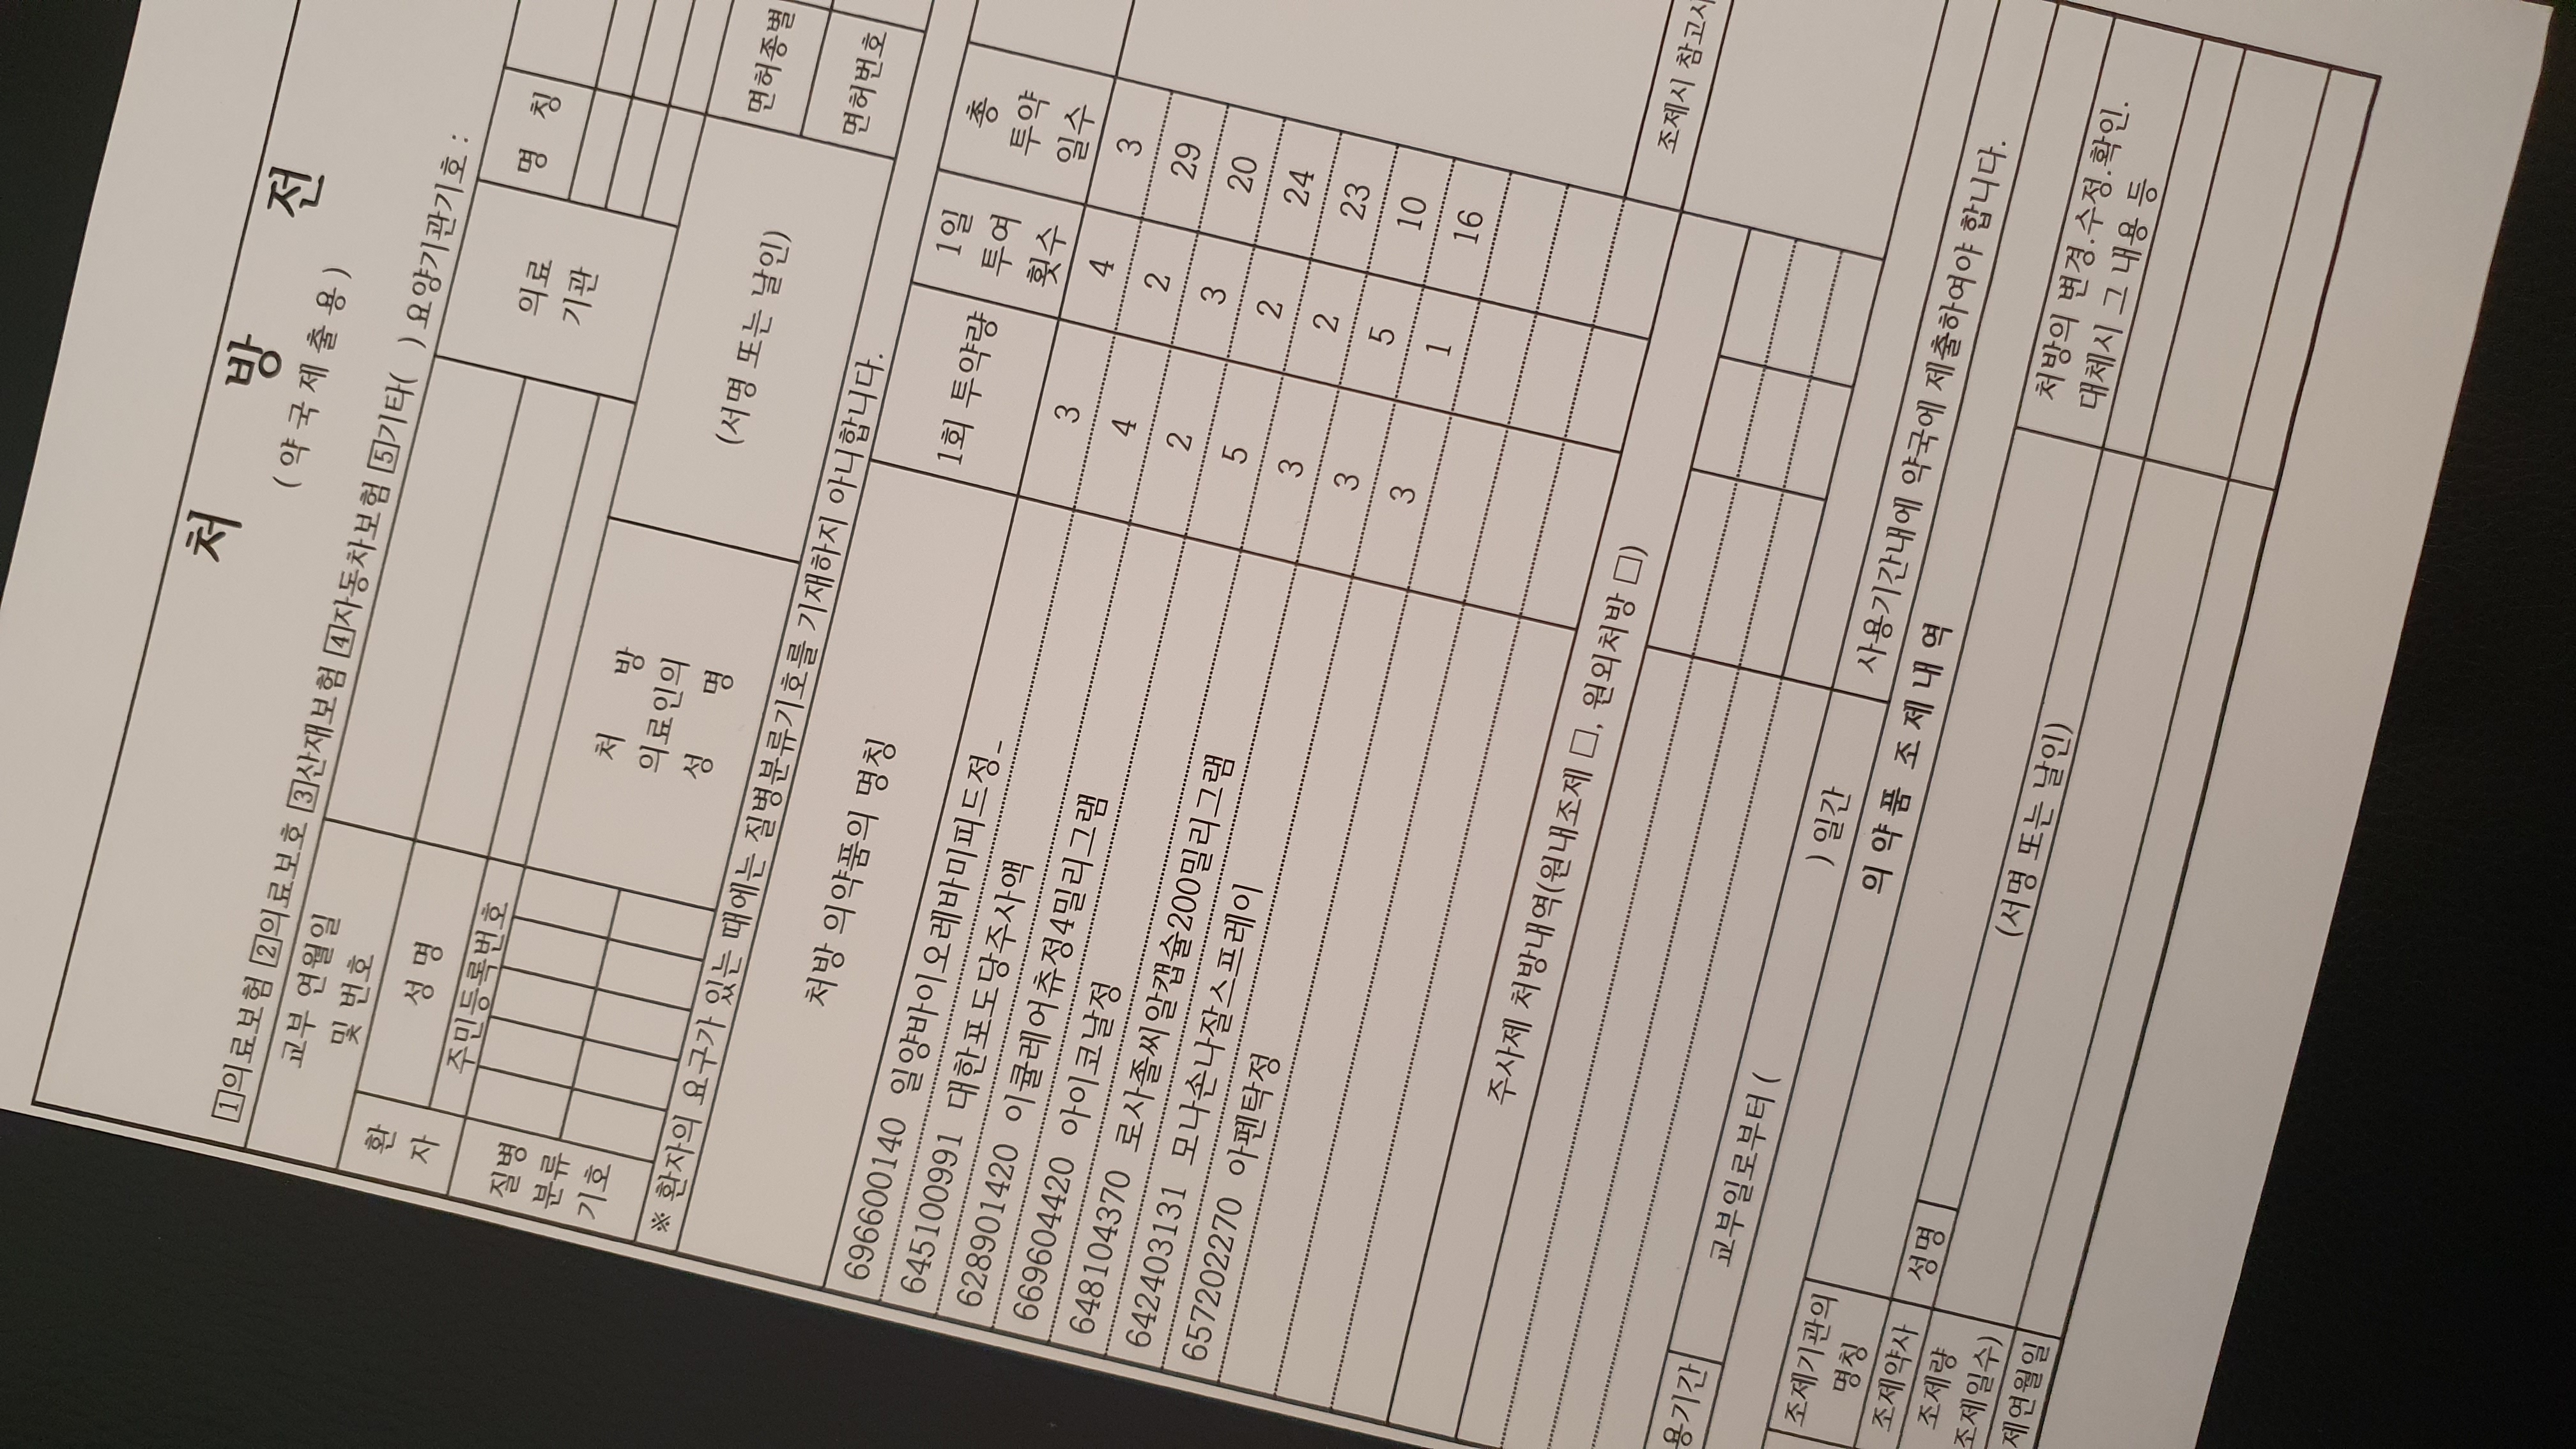 처 방 전
( 약 국 제 출 용 )
1의료보험 2의료보호 3산재보험 4자동차보험 5기타( ) 요양기관기호 :
교부 연월일
및 번호
환
자
성 명
주민등록번호
의료
기관
명 칭
질병
분류
기호
처 방
의료인의
성 명
(서명 또는 날인)
면허종별
면허번호
※ 환자의 요구가 있는 때에는 질병분류기호를 기재하지 아니합니다.
처방 의약품의 명칭
1회 투약량
1일
투여
횟수
총
투약
일수
696600140 일양바이오레바미피드정_ 3 4 3
645100991 대한포도당주사액 4 2 29
628901420 이큘레어츄정4밀리그램 2 3 20
669604420 아이코날정 5 2 24
648104370 로사졸씨알캡슐200밀리그램 3 2 23
642403131 모나손나잘스프레이 3 5 10
657202270 아펜탁정 3 1 16
주사제 처방내역(원내조제 □, 원외처방 □)
조제시 참고사
용기간
교부일로부터 ( ) 일간
사용기간내에 약국에 제출하여야 합니다.
의 약 품 조 제 내 역
조제기관의
명칭
조제약사
성명
(서명 또는 날인)
조제량
조제일수)
제연월일
처방의 변경.수정.확인.
대체시 그 내용 등